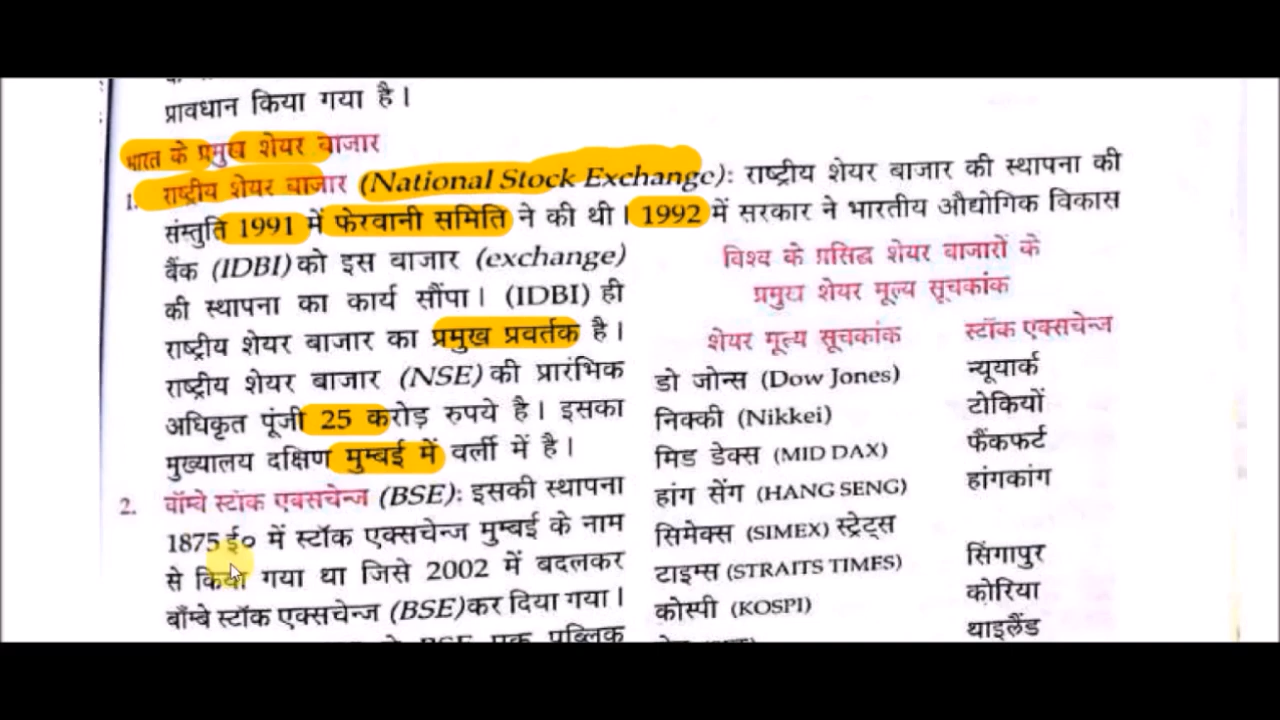 प्रावधान किया गया है।
भारत के प्रमुख शेयर बाजार
1. राष्ट्रीय शेयर बाजार (National Stock Exchange): राष्ट्रीय शेयर बाजार की स्थापना की
संस्तुति 1991 में फेरवानी समिति ने की थी। 1992 में सरकार ने भारतीय औद्योगिक विकास
बैंक (IDBI) को इस बाजार (exchange)
की स्थापना का कार्य सौंपा। (IDBI) ही
राष्ट्रीय शेयर बाजार का प्रमुख प्रवर्तक है।
राष्ट्रीय शेयर बाजार (NSE) की प्रारंभिक
अधिकृत पूंजी 25 करोड़ रुपये है। इसका
मुख्यालय दक्षिण मुम्बई में वर्ली में है।
2. बॉम्बे स्टॉक एक्सचेन्ज (BSE): इसकी स्थापना
1875 ई० में स्टॉक एक्सचेन्ज मुम्बई के नाम
से किया गया था जिसे 2002 में बदलकर
बाँम्बे स्टॉक एक्सचेन्ज (BSE) कर दिया गया।
BSE एक पब्लिक
विश्व के प्रसिद्ध शेयर बाजारों के
प्रमुख शेयर मूल्य सूचकांक
शेयर मूल्य सूचकांक स्टॉक एक्सचेन्ज
डो जोन्स (Dow Jones) न्यूयार्क
निक्की (Nikkei) टोकियों
मिड डेक्स (MID DAX) फ्रैंकफर्ट
हांग सेंग (HANG SENG) हांगकांग
सिमेक्स (SIMEX) स्ट्रेट्स
टाइम्स (STRAITS TIMES) सिंगापुर
कोस्पी (KOSPI) कोरिया
थाइलैंड